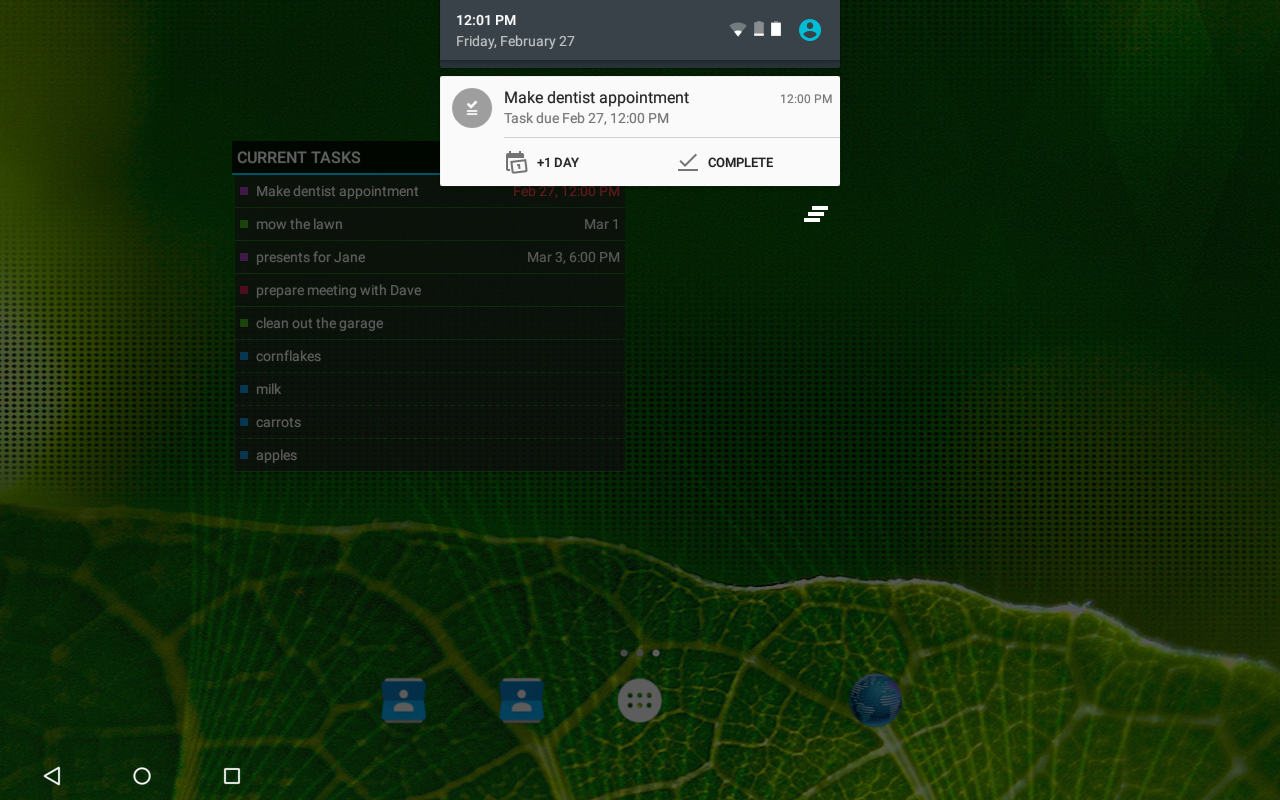 12:01 PM
Friday, February 27
Make dentist appointment 12:00 PM
Task due Feb 27, 12:00 PM
+1 DAY COMPLETE
CURRENT TASKS
Make dentist appointment Feb 27, 12:00 PM
mow the lawn Mar 1
presents for Jane Mar 3, 6:00 PM
prepare meeting with Dave
clean out the garage
cornflakes
milk
carrots
apples